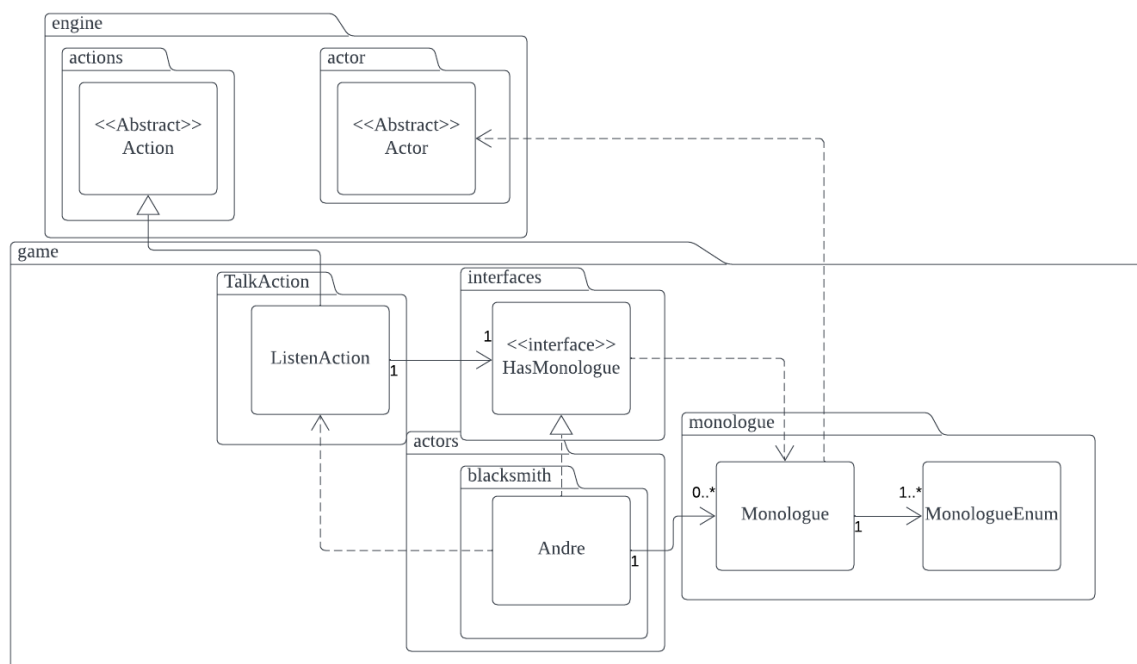 engine
actions
actor
<<Abstract>>
Action
<<Abstract>>
Actor
game
TalkAction
interfaces
ListenAction
1
1
<<interface>>
HasMonologue
actors
monologue
blacksmith
Andre
1
0..*
Monologue
1
1..*
MonologueEnum